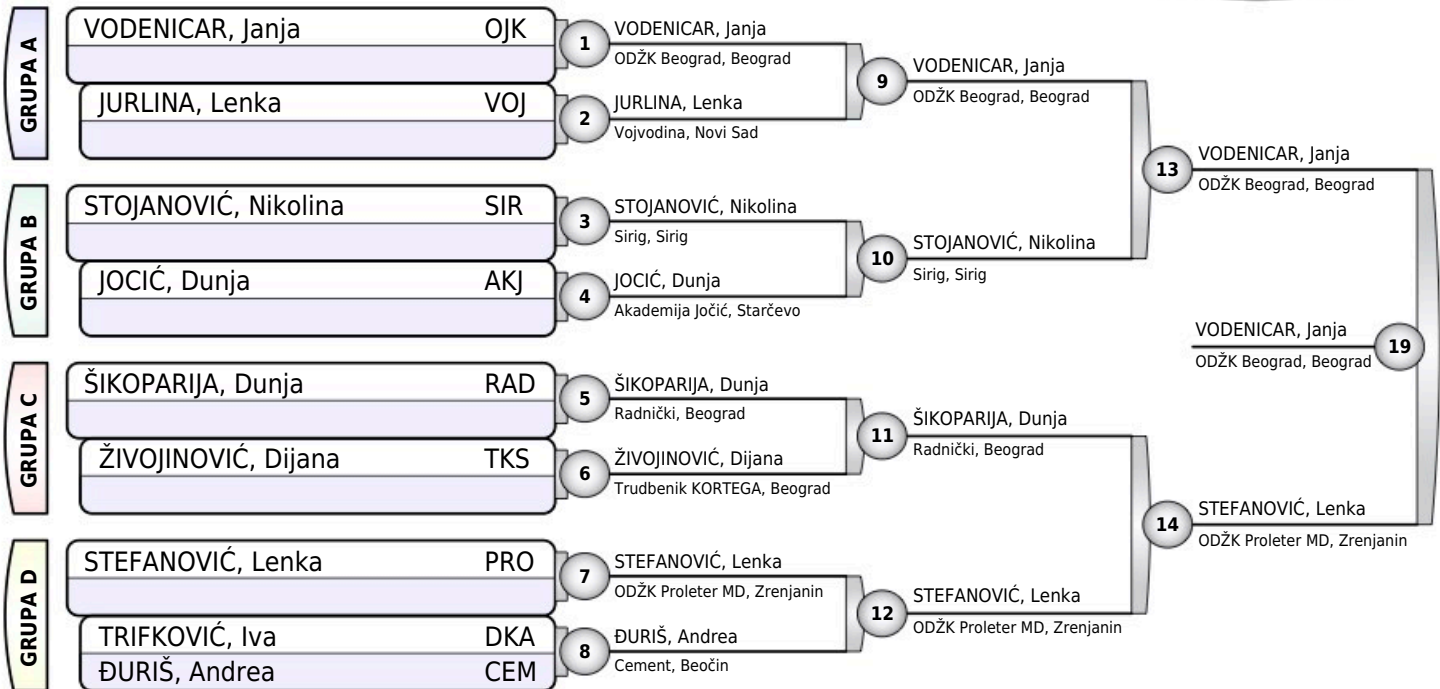 GRUPA A
VODENICAR, Janja OJK
JURLINA, Lenka VOJ
GRUPA B
STOJANOVIĆ, Nikolina SIR
JOCIĆ, Dunja AKJ
GRUPA C
ŠIKOPARIJA, Dunja RAD
ŽIVOJINOVIĆ, Dijana TKS
GRUPA D
STEFANOVIĆ, Lenka PRO
TRIFKOVIĆ, Iva DKA
ĐURIŠ, Andrea CEM
1
VODENICAR, Janja
ODŽK Beograd, Beograd
2
JURLINA, Lenka
Vojvodina, Novi Sad
3
STOJANOVIĆ, Nikolina
Sirig, Sirig
4
JOCIĆ, Dunja
Akademija Jočić, Starčevo
5
ŠIKOPARIJA, Dunja
Radnički, Beograd
6
ŽIVOJINOVIĆ, Dijana
Trudbenik KORTEGA, Beograd
7
STEFANOVIĆ, Lenka
ODŽK Proleter MD, Zrenjanin
8
ĐURIŠ, Andrea
Cement, Beočin
9
VODENICAR, Janja
ODŽK Beograd, Beograd
10
STOJANOVIĆ, Nikolina
Sirig, Sirig
11
ŠIKOPARIJA, Dunja
Radnički, Beograd
12
STEFANOVIĆ, Lenka
ODŽK Proleter MD, Zrenjanin
13
VODENICAR, Janja
ODŽK Beograd, Beograd
14
STEFANOVIĆ, Lenka
ODŽK Proleter MD, Zrenjanin
VODENICAR, Janja
ODŽK Beograd, Beograd
19